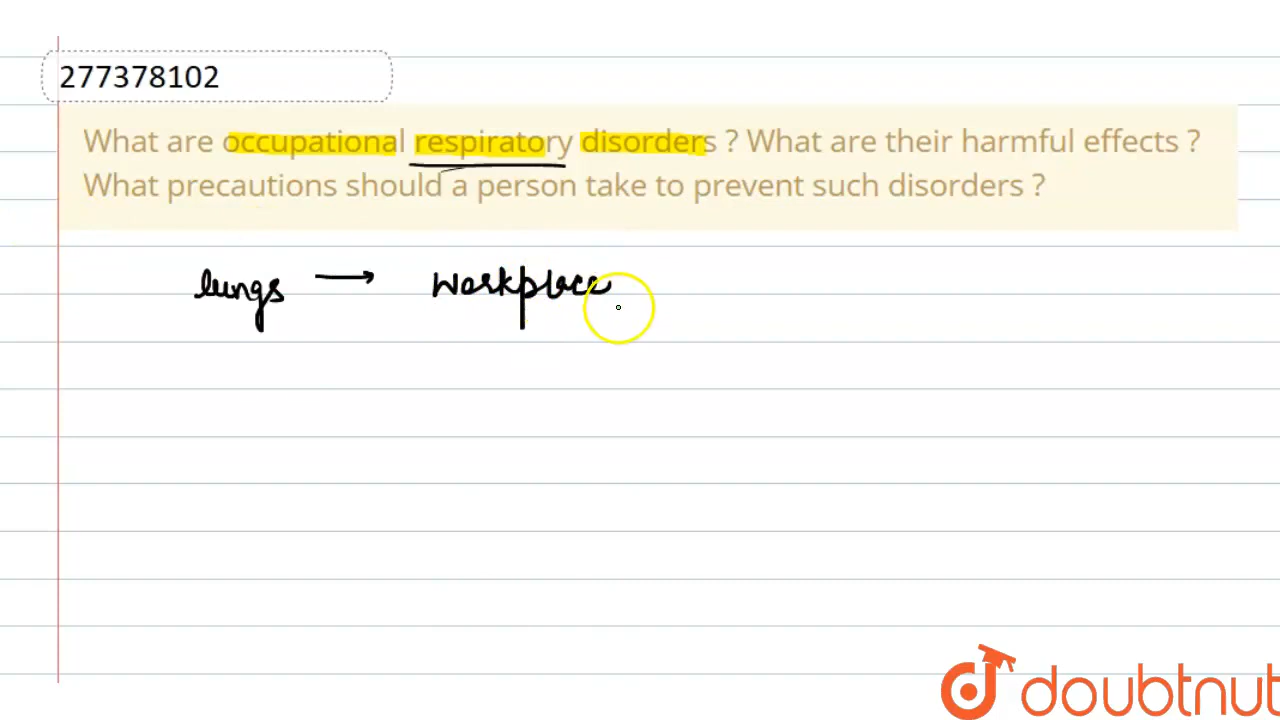 277378102
What are occupational respiratory disorders ? What are their harmful effects ?
What precautions should a person take to prevent such disorders ?
lungs → Workplace
doubtnut